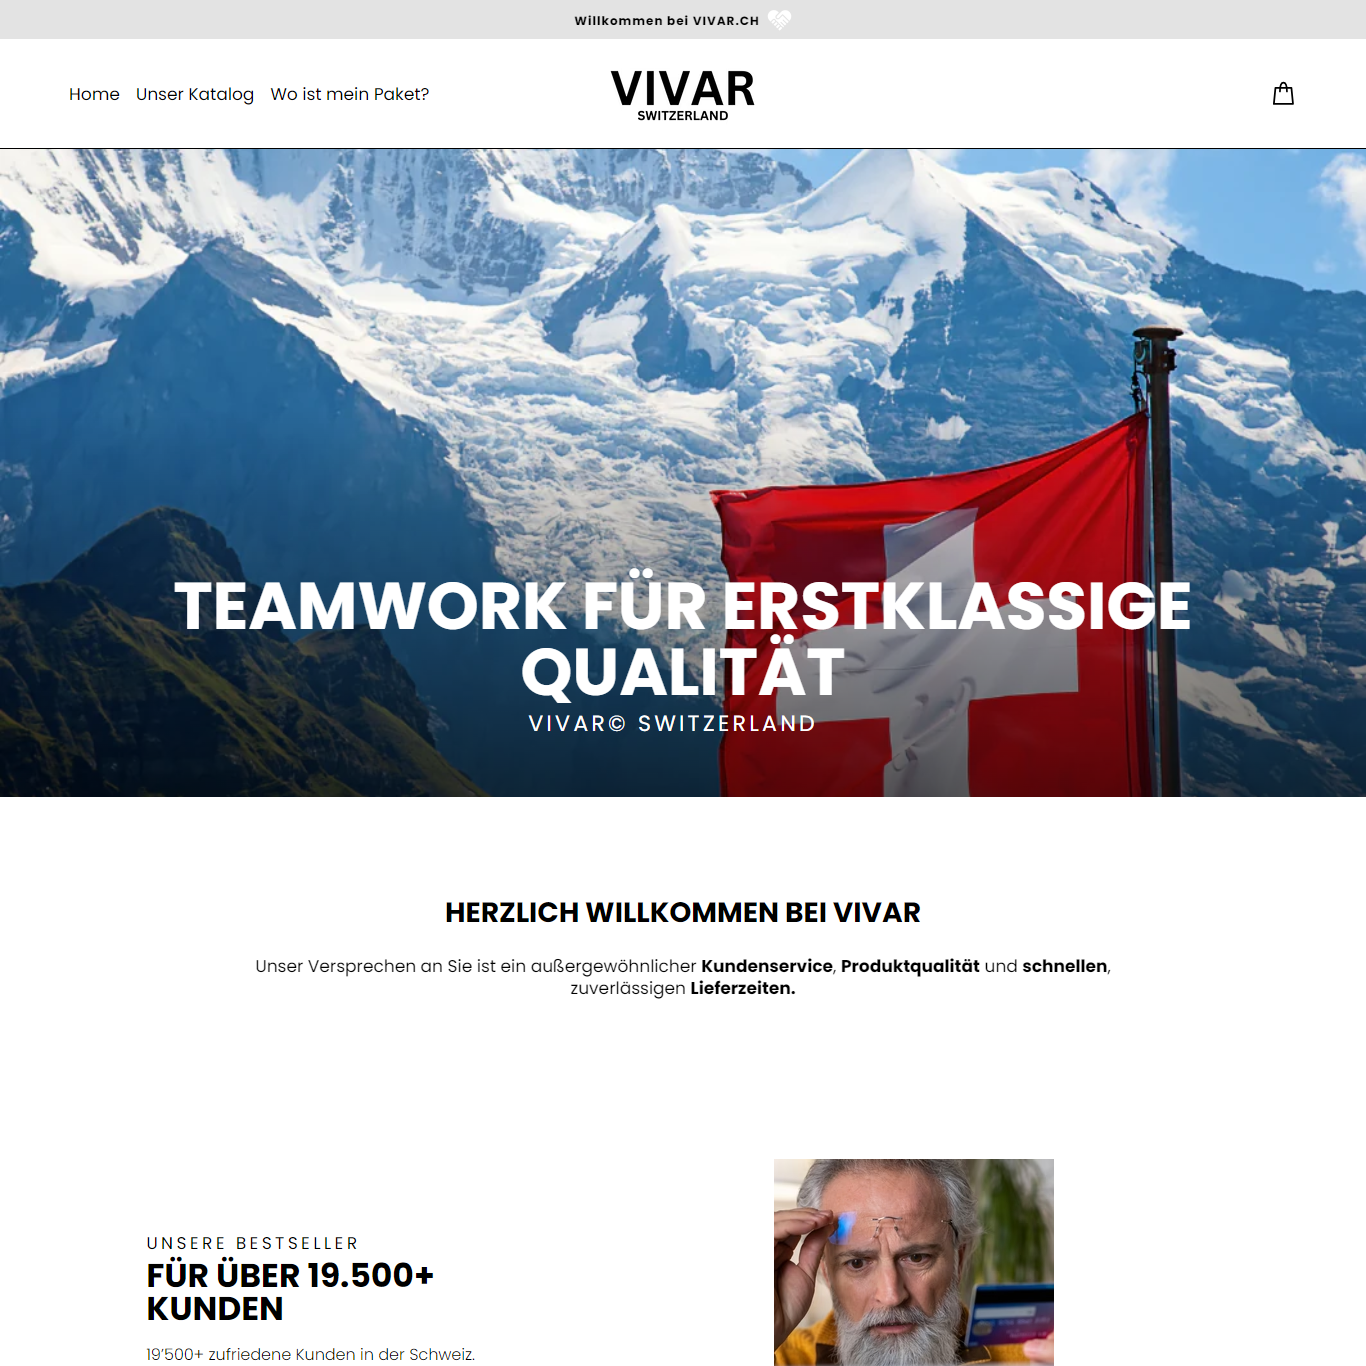 Willkommen bei VIVAR.CH
Home Unser Katalog Wo ist mein Paket?
VIVAR
SWITZERLAND
TEAMWORK FÜR ERSTKLASSIGE
QUALITÄT
VIVAR© SWITZERLAND
HERZLICH WILLKOMMEN BEI VIVAR
Unser Versprechen an Sie ist ein außergewöhnlicher Kundenservice, Produktqualität und schnellen,
zuverlässigen Lieferzeiten.
UNSERE BESTSELLER
FÜR ÜBER 19.500+
KUNDEN
19'500+ zufriedene Kunden in der Schweiz.